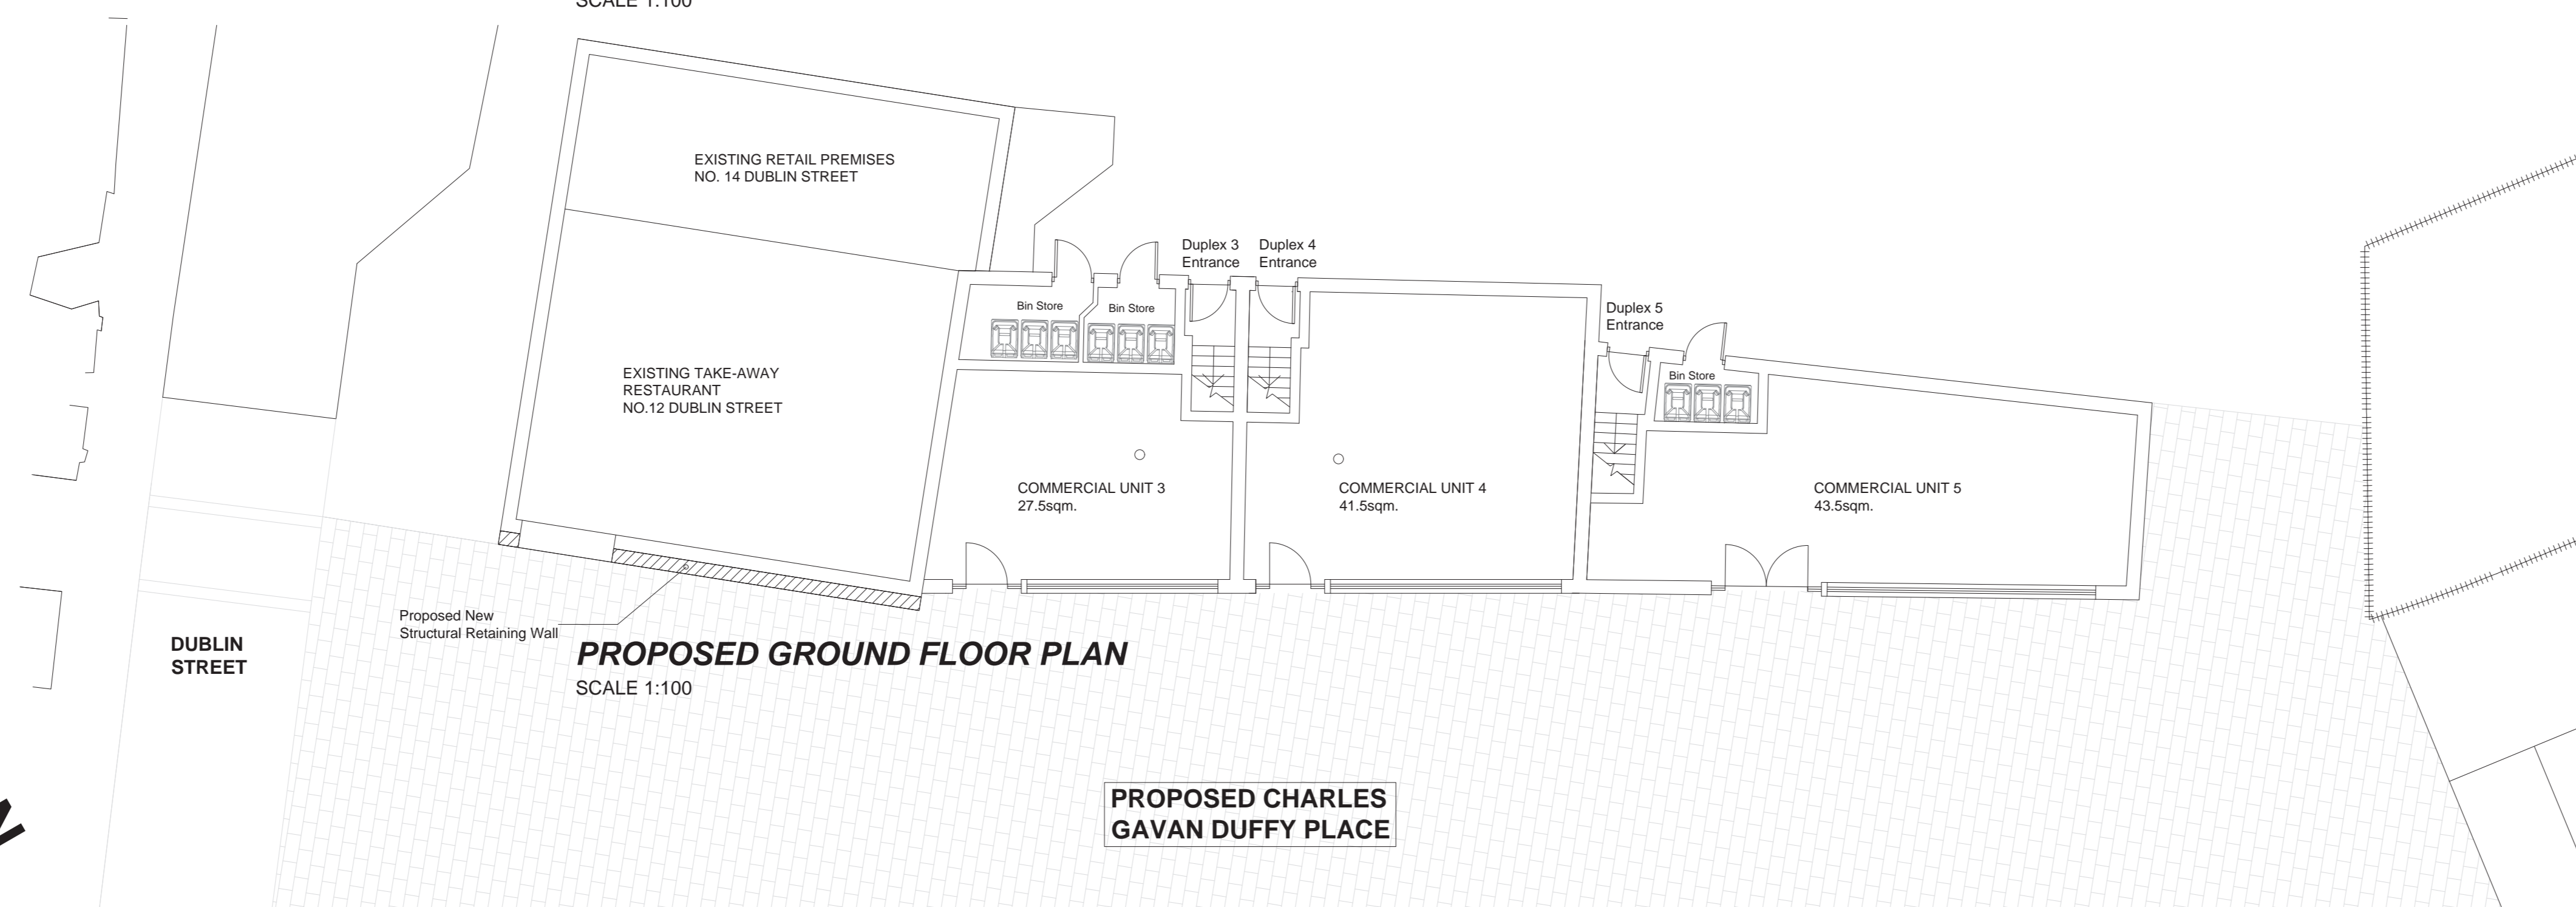 SCALE 1:100
EXISTING RETAIL PREMISES
NO. 14 DUBLIN STREET
Duplex 3
Entrance
Duplex 4
Entrance
Bin Store
Bin Store
Duplex 5
Entrance
Bin Store
EXISTING TAKE-AWAY
RESTAURANT
NO.12 DUBLIN STREET
COMMERCIAL UNIT 3
27.5sqm.
COMMERCIAL UNIT 4
41.5sqm.
COMMERCIAL UNIT 5
43.5sqm.
Proposed New
Structural Retaining Wall
DUBLIN
STREET
PROPOSED GROUND FLOOR PLAN
SCALE 1:100
PROPOSED CHARLES
GAVAN DUFFY PLACE